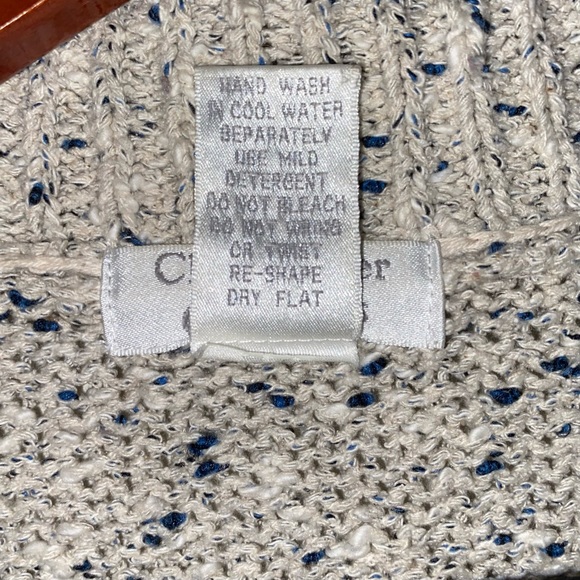 HAND WASH
IN COOL WATER
SEPARATELY
USE MILD
DETERGENT
DO NOT BLEACH
DO NOT WRING
OR TWIST
RE-SHAPE
DRY FLAT